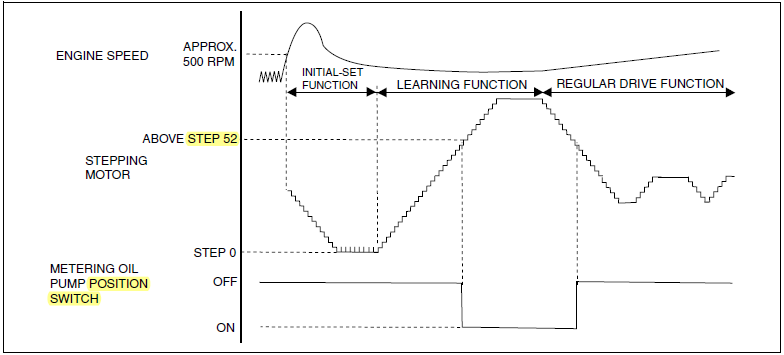 ENGINE SPEED
APPROX.
500 RPM
INITIAL-SET
FUNCTION
LEARNING FUNCTION
REGULAR DRIVE FUNCTION
ABOVE STEP 52
STEPPING
MOTOR
STEP 0
METERING OIL
PUMP POSITION
SWITCH
OFF
ON